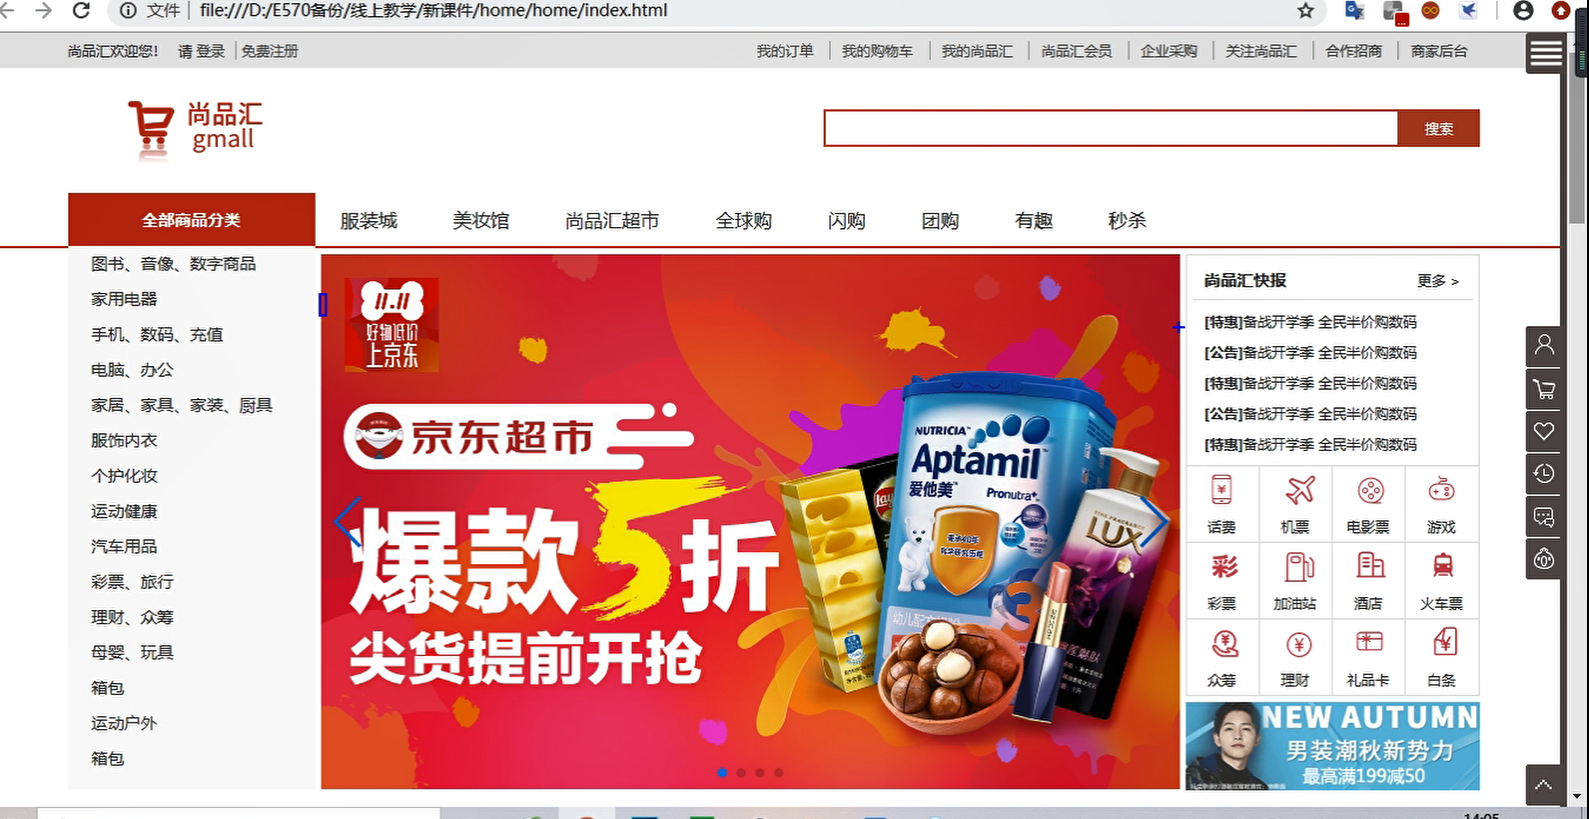 文件 file:///D:/E570备份/线上教学/新课件/home/home/index.html
尚品汇欢迎您! 请 登录 免费注册 我的订单 我的购物车 我的尚品汇 尚品汇会员 企业采购 关注尚品汇 合作招商 商家后台
尚品汇
gmall
搜索
全部商品分类 服装城 美妆馆 尚品汇超市 全球购 闪购 团购 有趣 秒杀
图书、音像、数字商品
家用电器
手机、数码、充值
电脑、办公
家居、家具、家装、厨具
服饰内衣
个护化妆
运动健康
汽车用品
彩票、旅行
理财、众筹
母婴、玩具
箱包
运动户外
箱包
11.11
好物低价
上京东
京东超市
爆款5折
尖货提前开抢
NUTRICIA
Aptamil
爱他美
Pronutra+
3
Lay
LUX
尚品汇快报 更多 >
[特惠]备战开学季 全民半价购数码
[公告]备战开学季 全民半价购数码
[特惠]备战开学季 全民半价购数码
[公告]备战开学季 全民半价购数码
[特惠]备战开学季 全民半价购数码
话费 机票 电影票 游戏
彩
彩票 加油站 酒店 火车票
众筹 理财 礼品卡 白条
NEW AUTUMN
男装潮秋新势力
最高满199减50
14:05